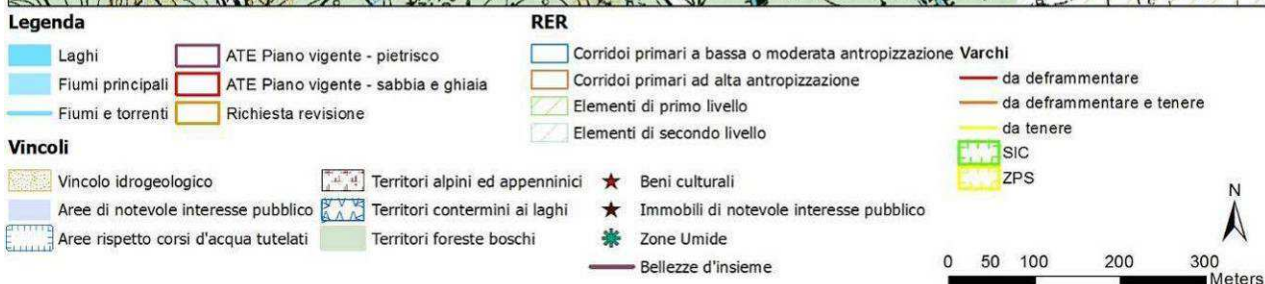 Legenda
Laghi
Fiumi principali
Fiumi e torrenti
ATE Piano vigente - pietrisco
ATE Piano vigente - sabbia e ghiaia
Richiesta revisione
Vincoli
Vincolo idrogeologico
Aree di notevole interesse pubblico
Aree rispetto corsi d'acqua tutelati
Territori alpini ed appenninici
Territori contermini ai laghi
Territori foreste boschi
Beni culturali
Immobili di notevole interesse pubblico
Zone Umide
Bellezze d'insieme
RER
Corridoi primari a bassa o moderata antropizzazione
Corridoi primari ad alta antropizzazione
Elementi di primo livello
Elementi di secondo livello
Varchi
da deframmentare
da deframmentare e tenere
da tenere
SIC
ZPS
N
0 50 100 200 300
Meters